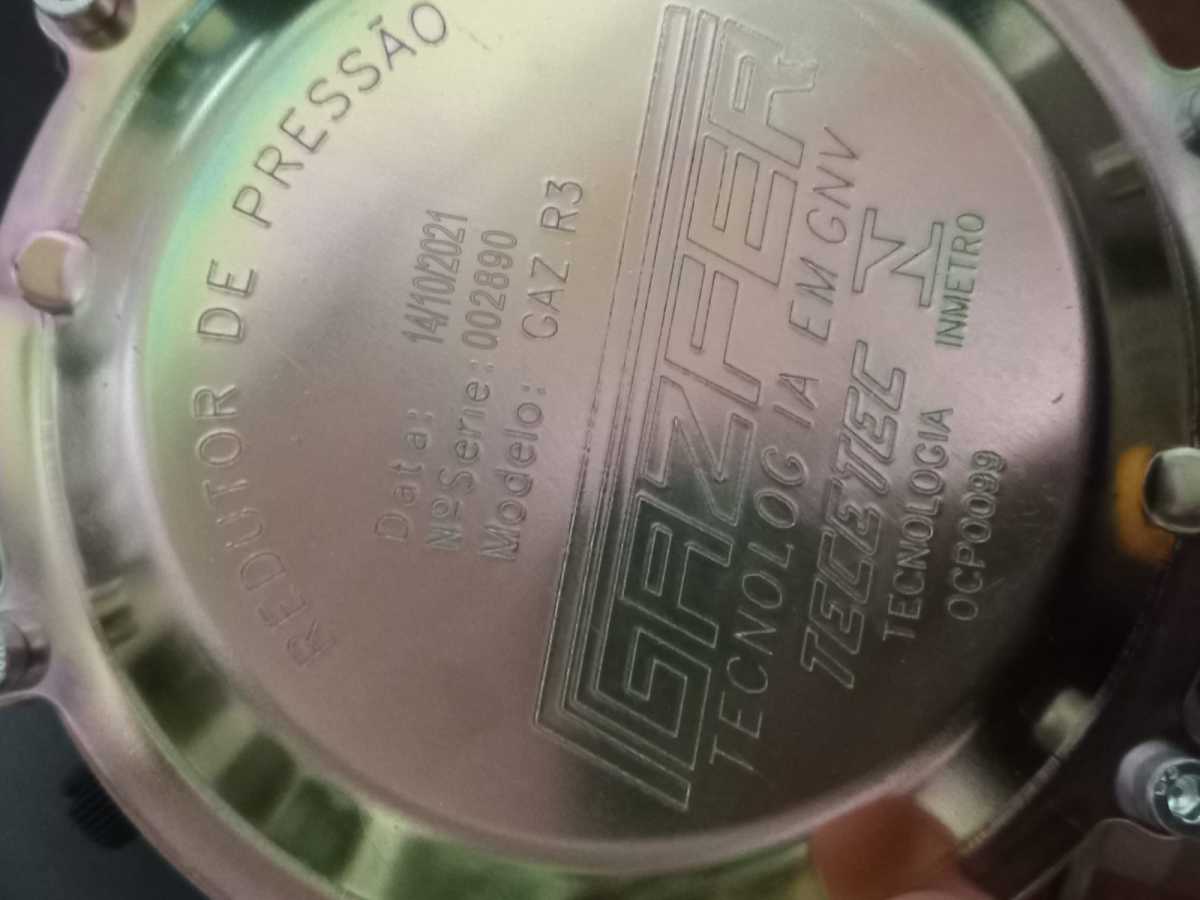 REDUTOR DE PRESSÃO
Data: 14/10/2021
NºSerie:002890
Modelo: GAZ R3
GAZFER
TECNOLOGIA EM GNV
TECETEC
TECNOLOGIA
INMETRO
OCP0099